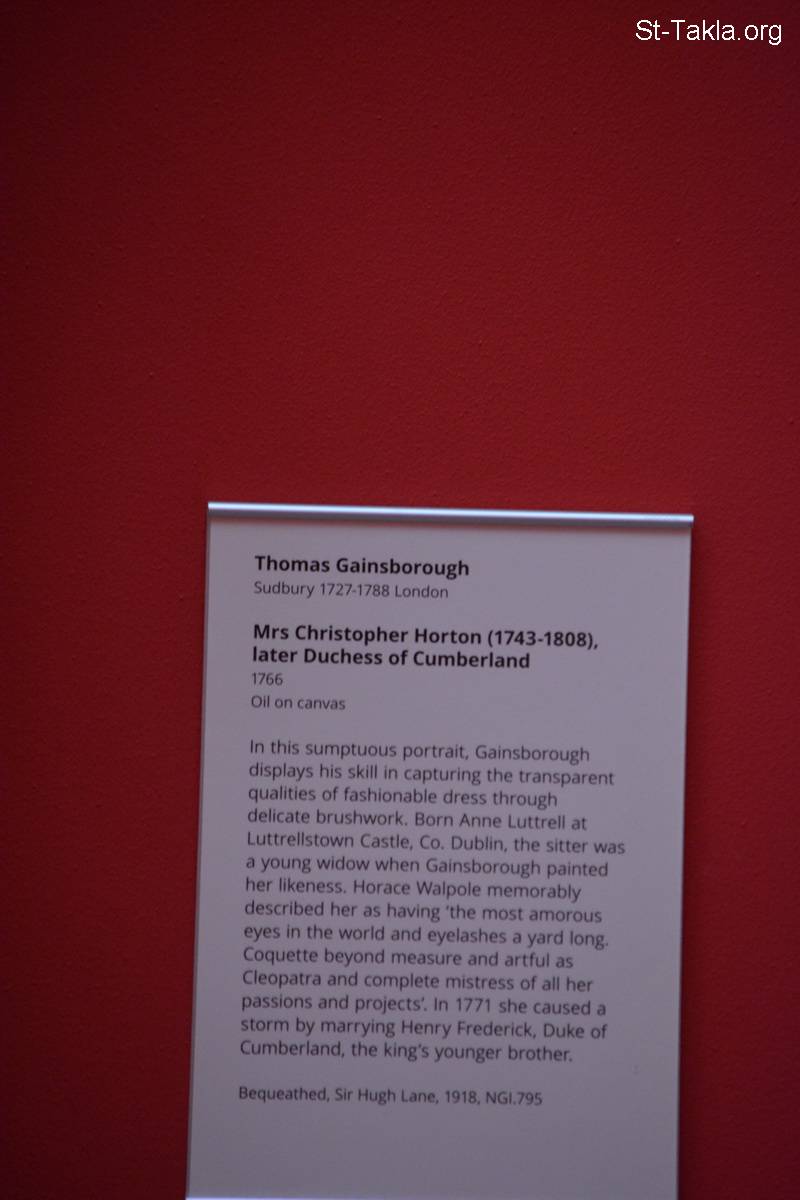 St-Takla.org
Thomas Gainsborough
Sudbury 1727-1788 London
Mrs Christopher Horton (1743-1808),
later Duchess of Cumberland
1766
Oil on canvas
In this sumptuous portrait, Gainsborough
displays his skill in capturing the transparent
qualities of fashionable dress through
delicate brushwork. Born Anne Luttrell at
Luttrellstown Castle, Co. Dublin, the sitter was
a young widow when Gainsborough painted
her likeness. Horace Walpole memorably
described her as having ‘the most amorous
eyes in the world and eyelashes a yard long.
Coquette beyond measure and artful as
Cleopatra and complete mistress of all her
passions and projects’. In 1771 she caused a
storm by marrying Henry Frederick, Duke of
Cumberland, the king’s younger brother.
Bequeathed, Sir Hugh Lane, 1918, NGI.795